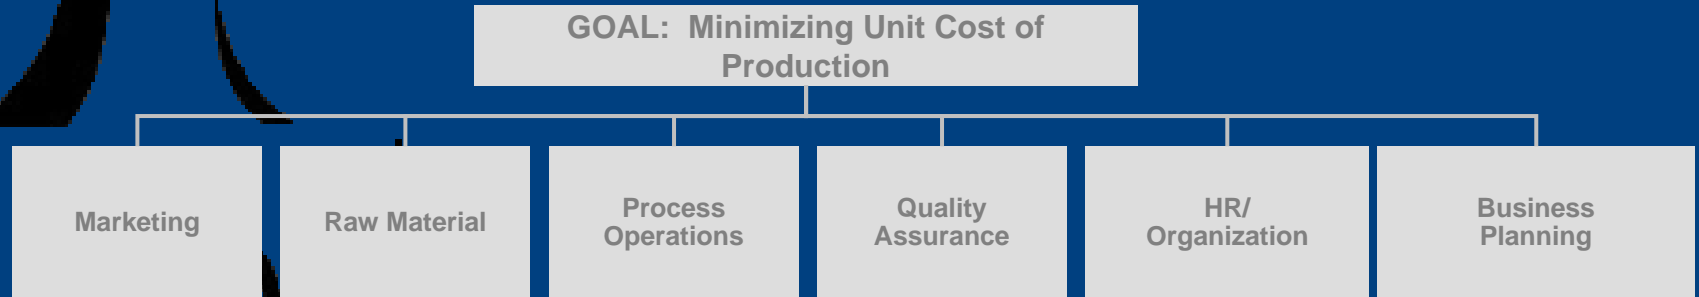 GOAL:  Minimizing Unit Cost of
Production
Marketing
Raw Material
Process
Operations
Quality
Assurance
HR/
Organization
Business
Planning